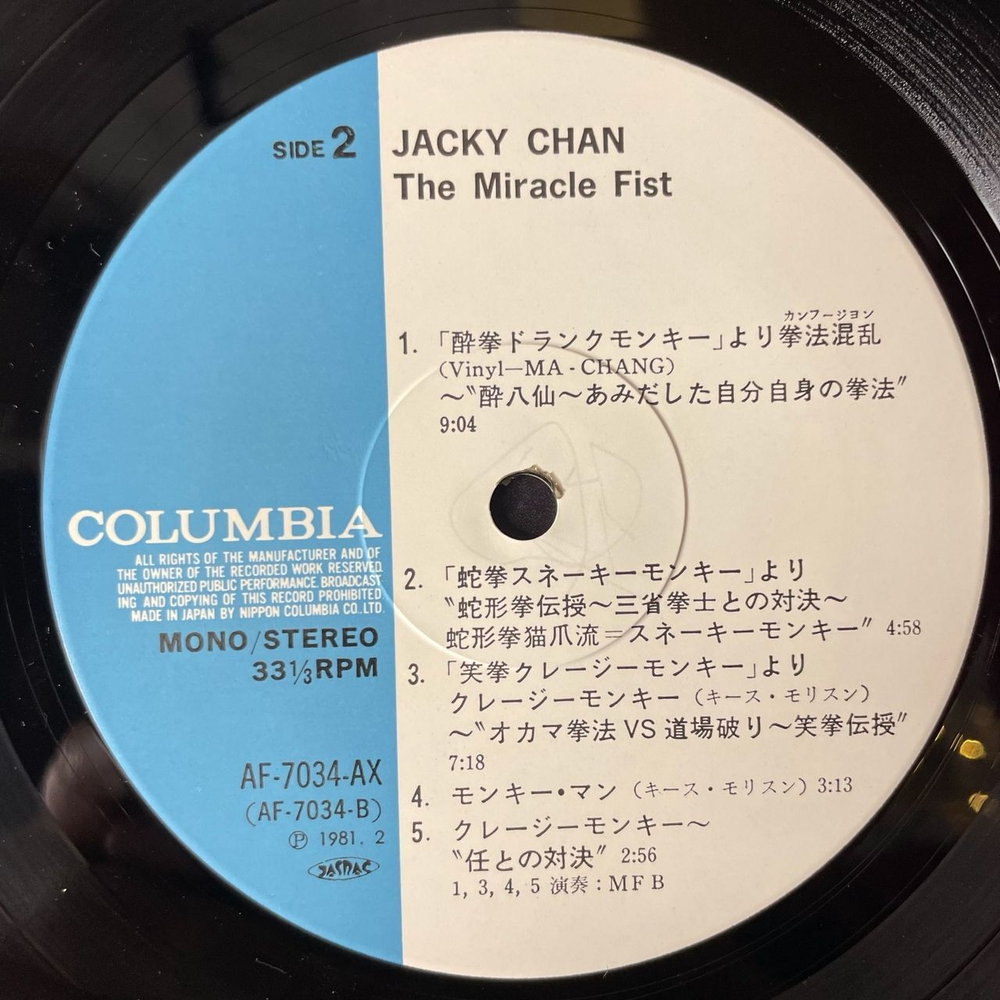 SIDE 2
JACKY CHAN
The Miracle Fist
カンフージョン
1. 「酔拳ドランクモンキー」より拳法混乱
(Vinyl—MA-CHANG)
〜〝酔八仙〜あみだした自分自身の拳法〟
9:04
2. 「蛇拳スネーキーモンキー」より
〝蛇形拳伝授〜三省拳士との対決〜
蛇形拳猫爪流=スネーキーモンキー〟 4:58
3. 「笑拳クレージーモンキー」より
クレージーモンキー (キース・モリスン)
〜〝オカマ拳法 VS 道場破り〜笑拳伝授〟
7:18
4. モンキー・マン (キース・モリスン) 3:13
5. クレージーモンキー〜
〝任との対決〟 2:56
1, 3, 4, 5 演奏:MFB
COLUMBIA
ALL RIGHTS OF THE MANUFACTURER AND OF
THE OWNER OF THE RECORDED WORK RESERVED
UNAUTHORIZED PUBLIC PERFORMANCE BROADCAST
ING AND COPYING OF THIS RECORD PROHIBITED
MADE IN JAPAN BY NIPPON COLUMBIA CO.LTD.
MONO/STEREO
33⅓RPM
AF-7034-AX
(AF-7034-B)
Ⓟ 1981. 2
JASRAC